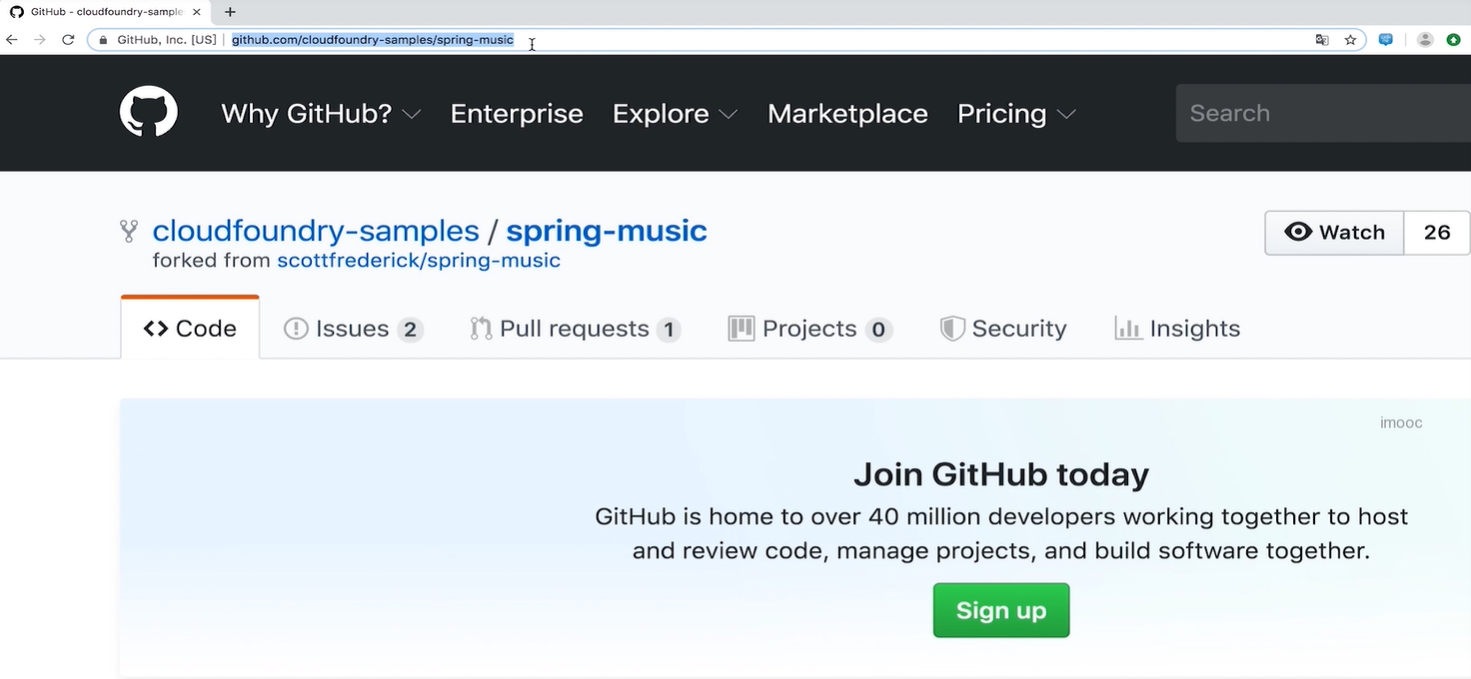 GitHub - cloudfoundry-sample
GitHub, Inc. [US] | github.com/cloudfoundry-samples/spring-music
Why GitHub? Enterprise Explore Marketplace Pricing Search
cloudfoundry-samples / spring-music
Watch 26
forked from scottfrederick/spring-music
Code Issues 2 Pull requests 1 Projects 0 Security Insights
imooc
Join GitHub today
GitHub is home to over 40 million developers working together to host
and review code, manage projects, and build software together.
Sign up